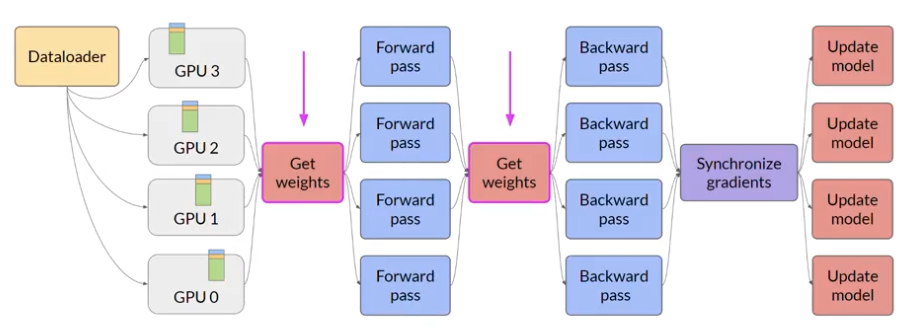 Dataloader
GPU 3
GPU 2
GPU 1
GPU 0
Get
weights
Forward
pass
Forward
pass
Forward
pass
Forward
pass
Get
weights
Backward
pass
Backward
pass
Backward
pass
Backward
pass
Synchronize
gradients
Update
model
Update
model
Update
model
Update
model